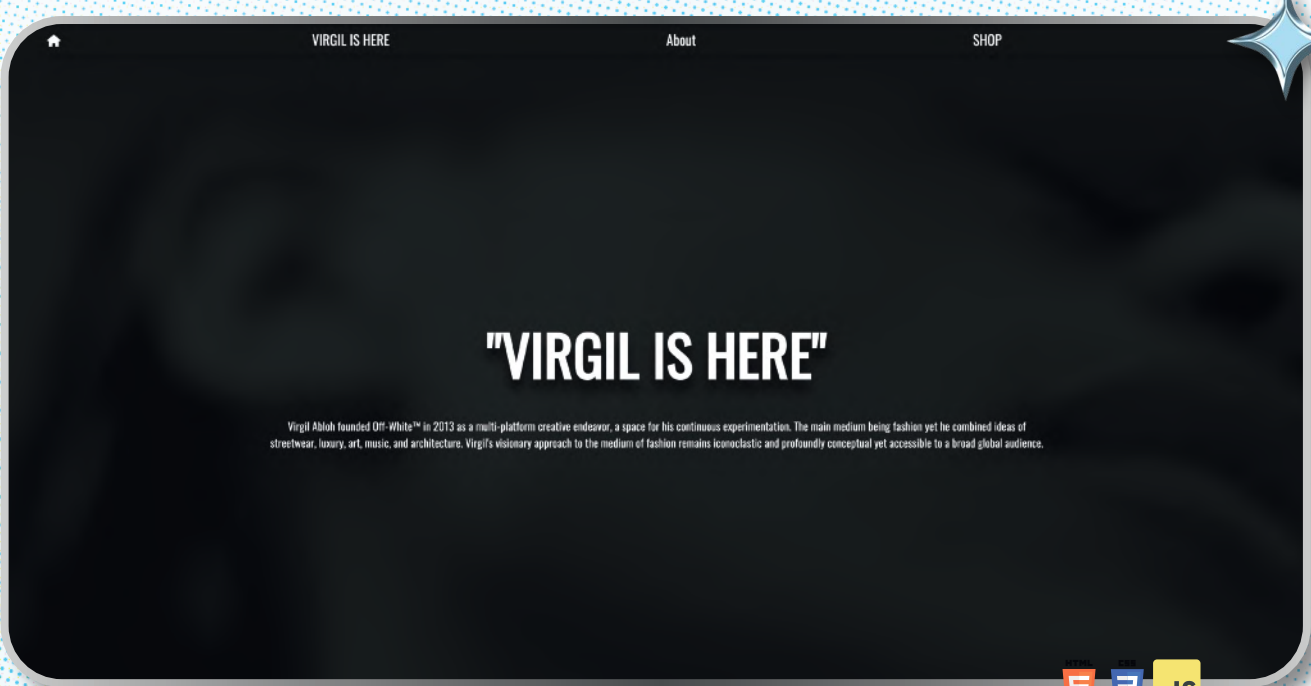 VIRGIL IS HERE
About
SHOP
"VIRGIL IS HERE"
Virgil Abloh founded Off-White™ in 2013 as a multi-platform creative endeavor, a space for his continuous experimentation. The main medium being fashion yet he combined ideas of
streetwear, luxury, art, music, and architecture. Virgil's visionary approach to the medium of fashion remains iconoclastic and profoundly conceptual yet accessible to a broad global audience.
HTML
CSS
JS